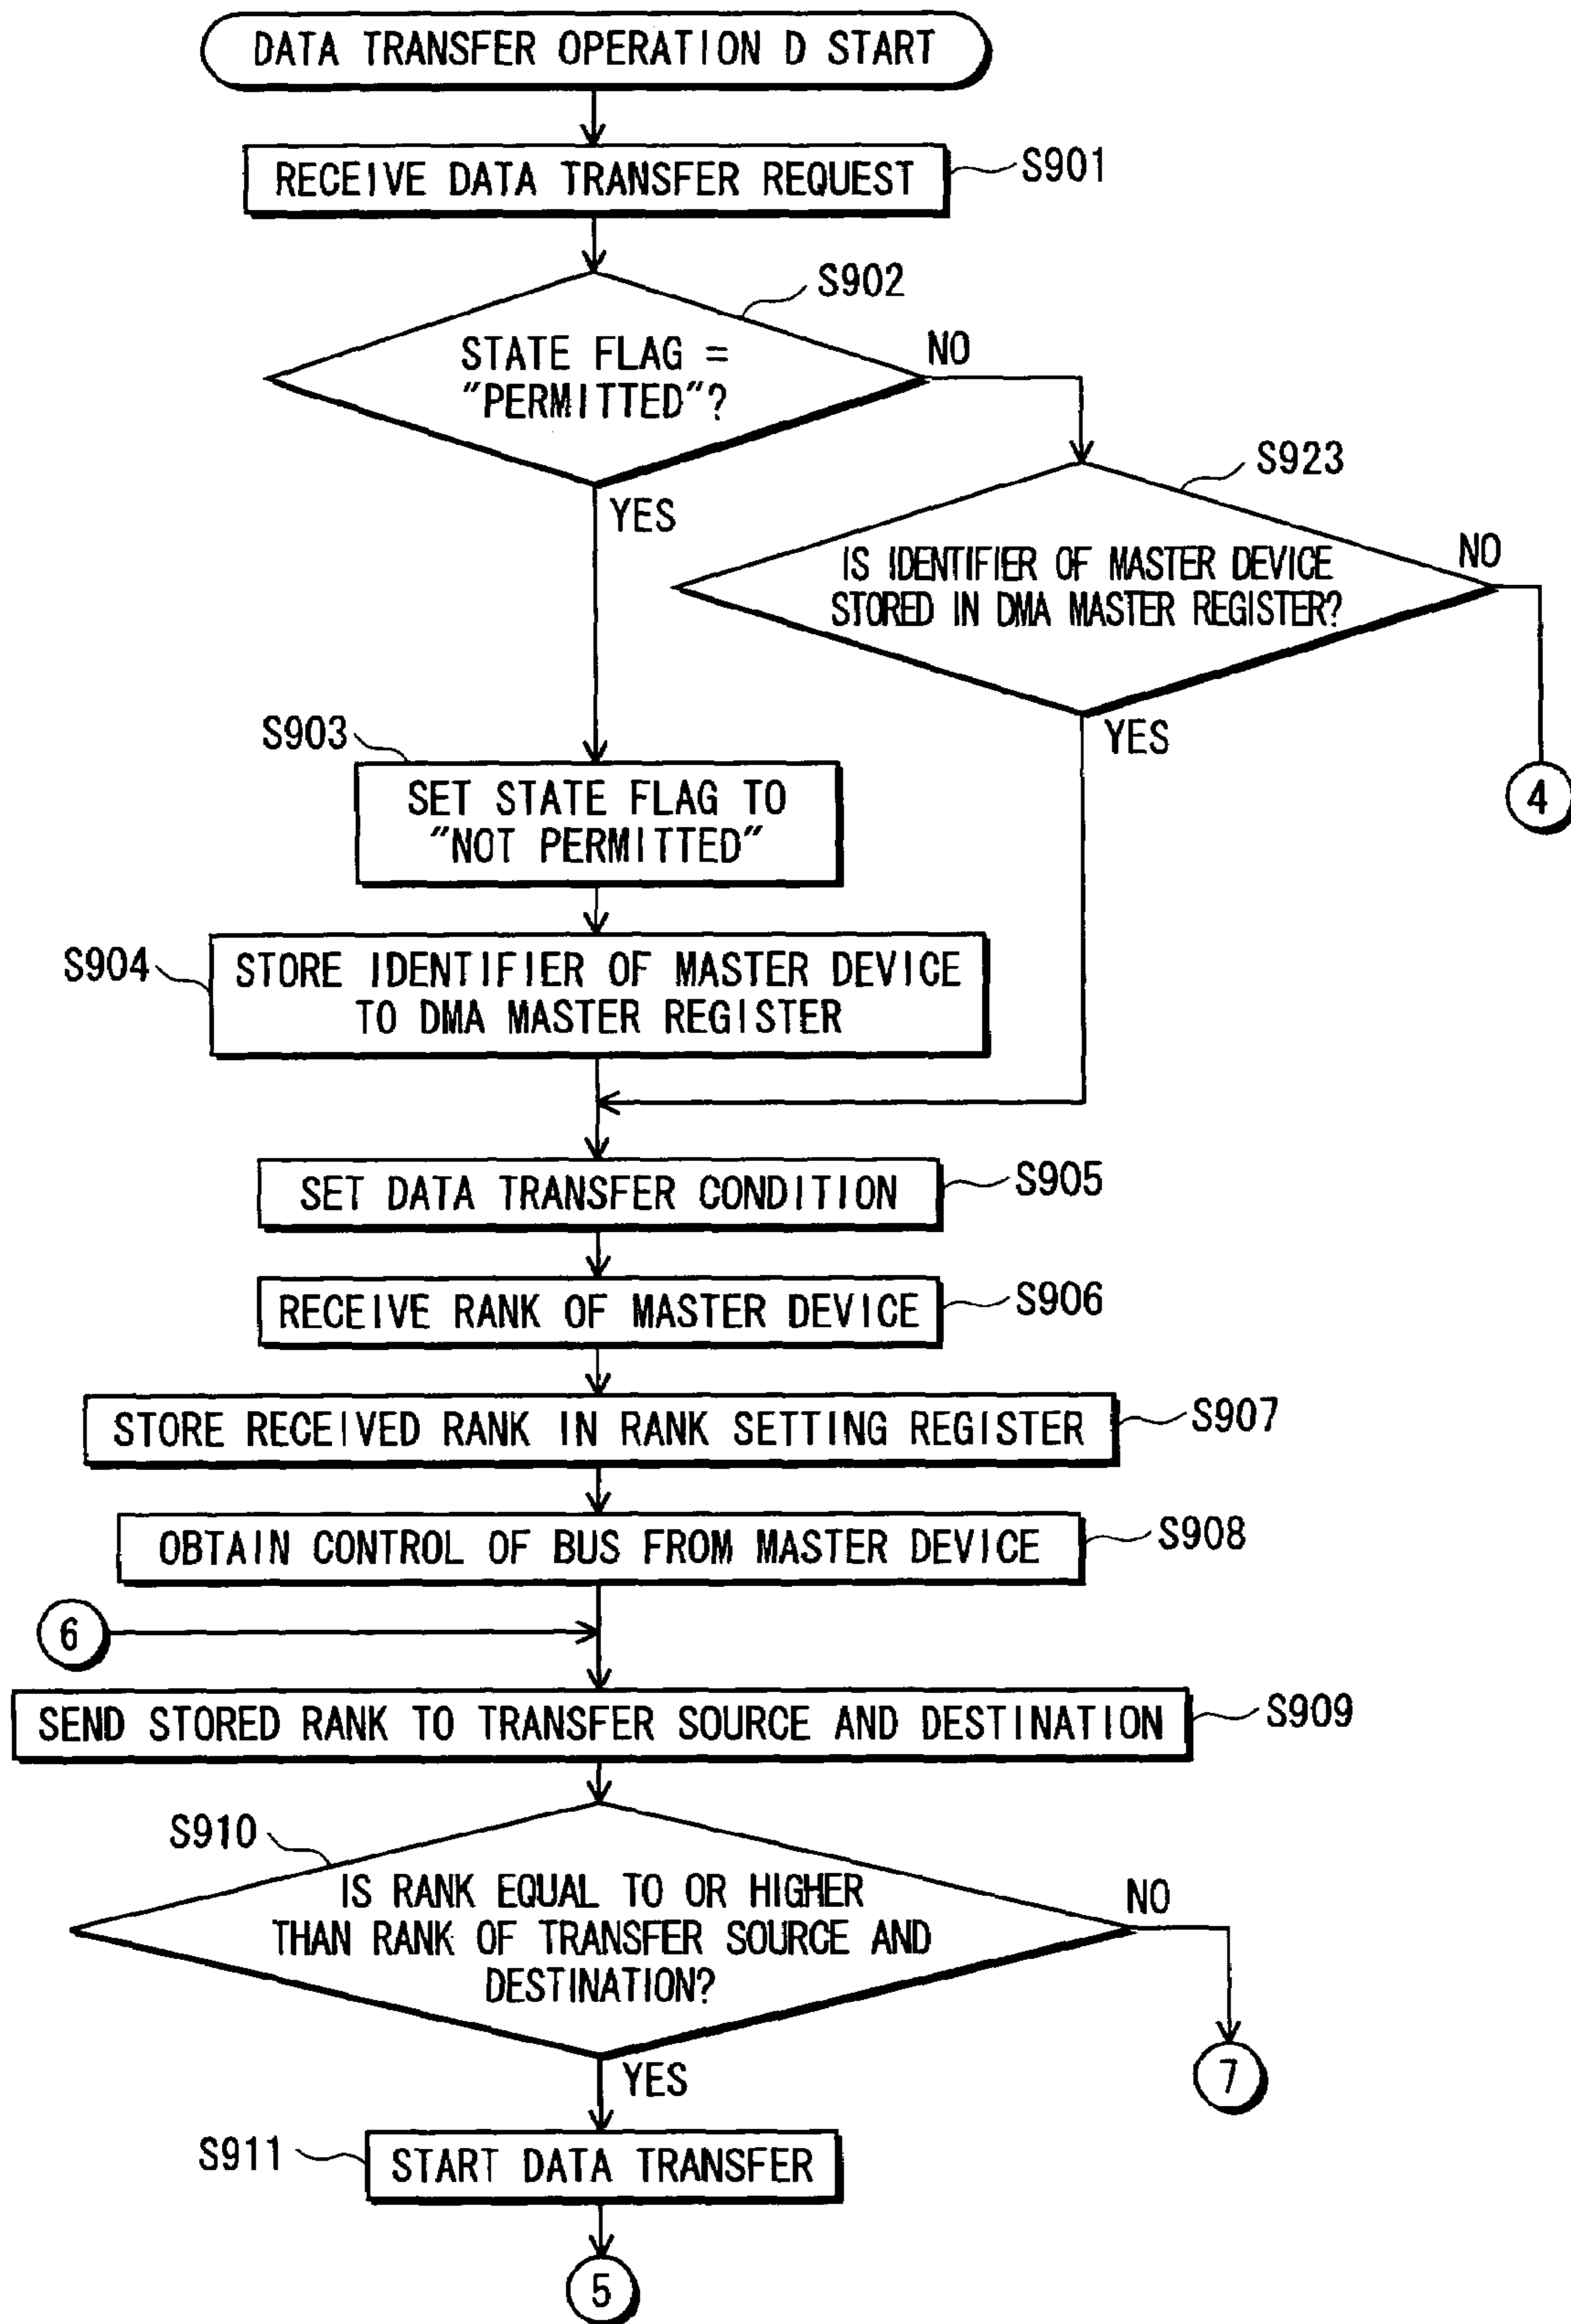 DATA TRANSFER OPERATION D START
RECEIVE DATA TRANSFER REQUEST
S901
S902
STATE FLAG =
"PERMITTED"?
NO
YES
S923
IS IDENTIFIER OF MASTER DEVICE
STORED IN DMA MASTER REGISTER?
NO
YES
4
S903
SET STATE FLAG TO
"NOT PERMITTED"
S904
STORE IDENTIFIER OF MASTER DEVICE
TO DMA MASTER REGISTER
SET DATA TRANSFER CONDITION
S905
RECEIVE RANK OF MASTER DEVICE
S906
STORE RECEIVED RANK IN RANK SETTING REGISTER
S907
OBTAIN CONTROL OF BUS FROM MASTER DEVICE
S908
6
SEND STORED RANK TO TRANSFER SOURCE AND DESTINATION
S909
S910
IS RANK EQUAL TO OR HIGHER
THAN RANK OF TRANSFER SOURCE AND
DESTINATION?
NO
YES
7
S911
START DATA TRANSFER
5